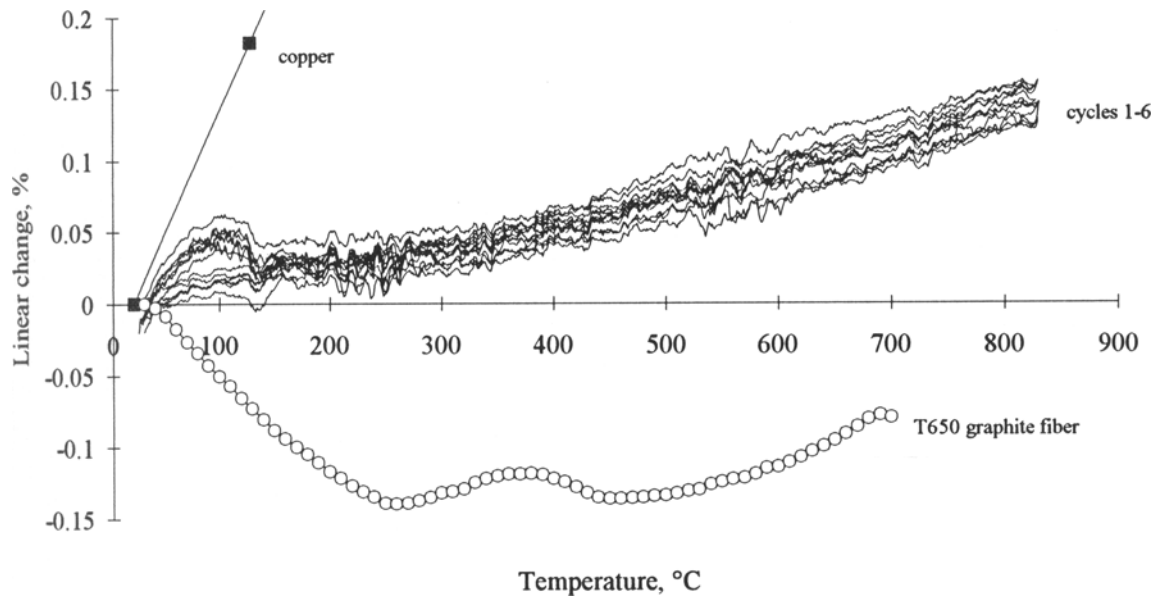 0.2
copper
0.15
cycles 1-6
0.1
0.05
0
0 100 200 300 400 500 600 700 800 900
-0.05
T650 graphite fiber
-0.1
-0.15
Linear change, %
Temperature, °C